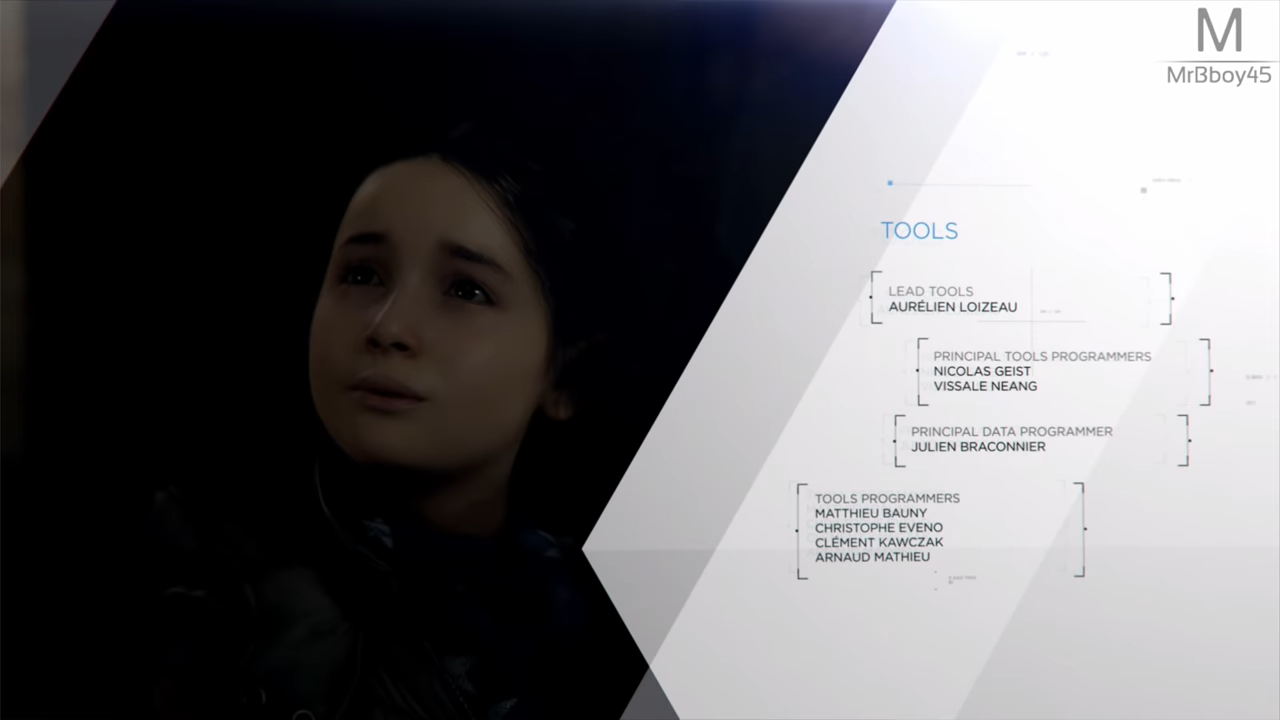 M
MrBboy45
TOOLS
LEAD TOOLS
AURÉLIEN LOIZEAU
PRINCIPAL TOOLS PROGRAMMERS
NICOLAS GEIST
VISSALE NEANG
PRINCIPAL DATA PROGRAMMER
JULIEN BRACONNIER
TOOLS PROGRAMMERS
MATTHIEU BAUNY
CHRISTOPHE EVENO
CLÉMENT KAWCZAK
ARNAUD MATHIEU